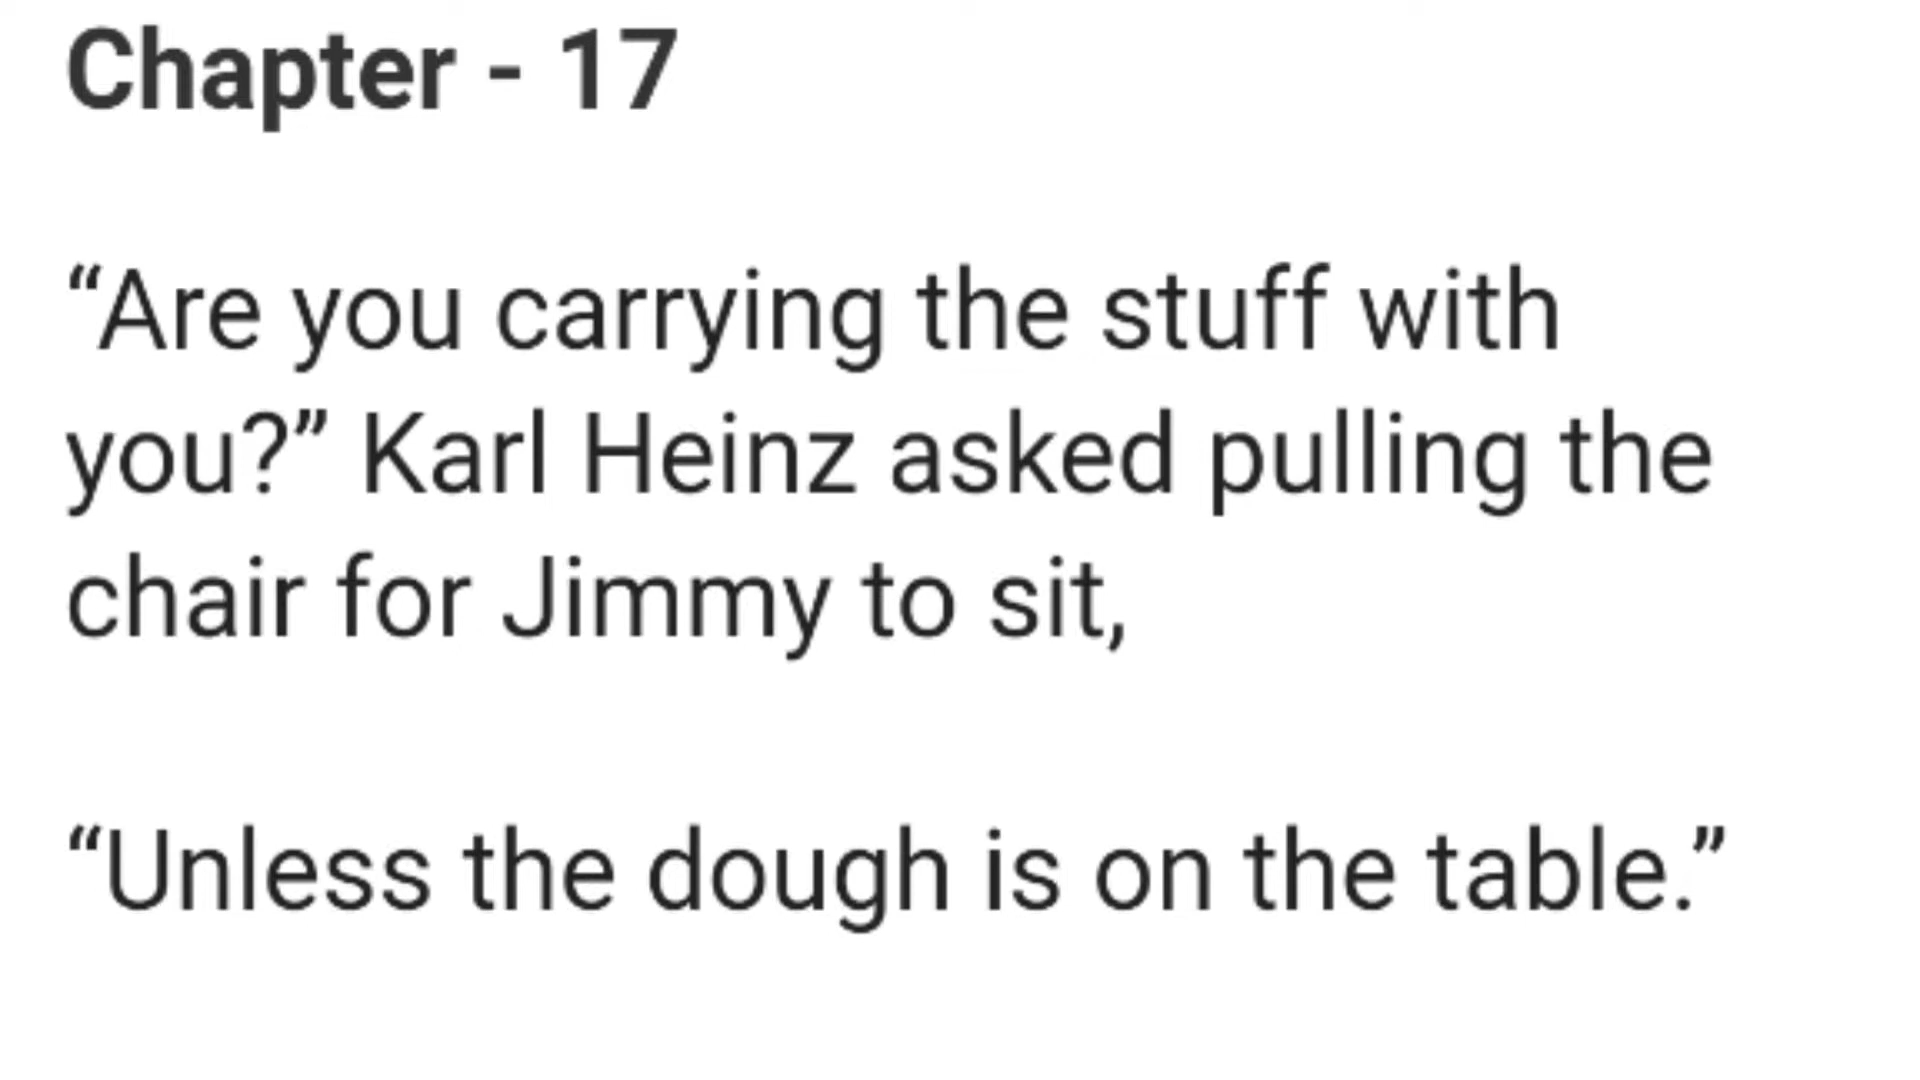 Chapter - 17
“Are you carrying the stuff with
you?” Karl Heinz asked pulling the
chair for Jimmy to sit,
“Unless the dough is on the table.”